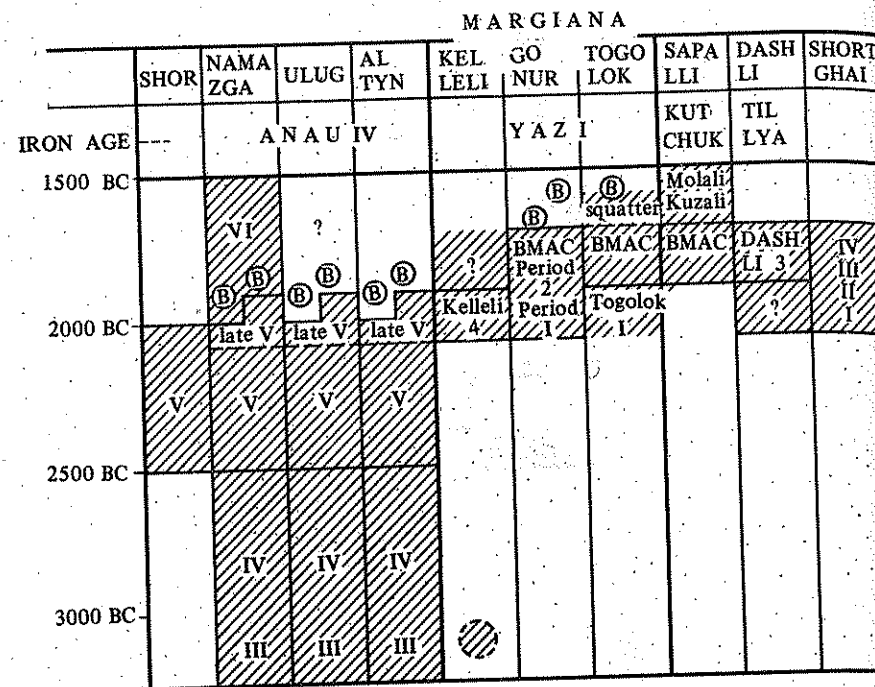 MARGIANA
SHOR NAMA ULUG AL KEL GO TOGO SAPA DASH SHORT
ZGA TYN LELI NUR LOK LLI LI GHAI
IRON AGE --- ANAU IV YAZ I KUT TIL
CHUK LYA
1500 BC
Molali
B B squatter Kuzali
VI ? B
? BMAC BMAC BMAC DASH IV
Period LI 3 III
B B B B B B 2 II
Kelleli Period Togolok ? I
2000 BC late V late V late V 4 I I
V V V V
2500 BC
IV IV IV
3000 BC
III III III